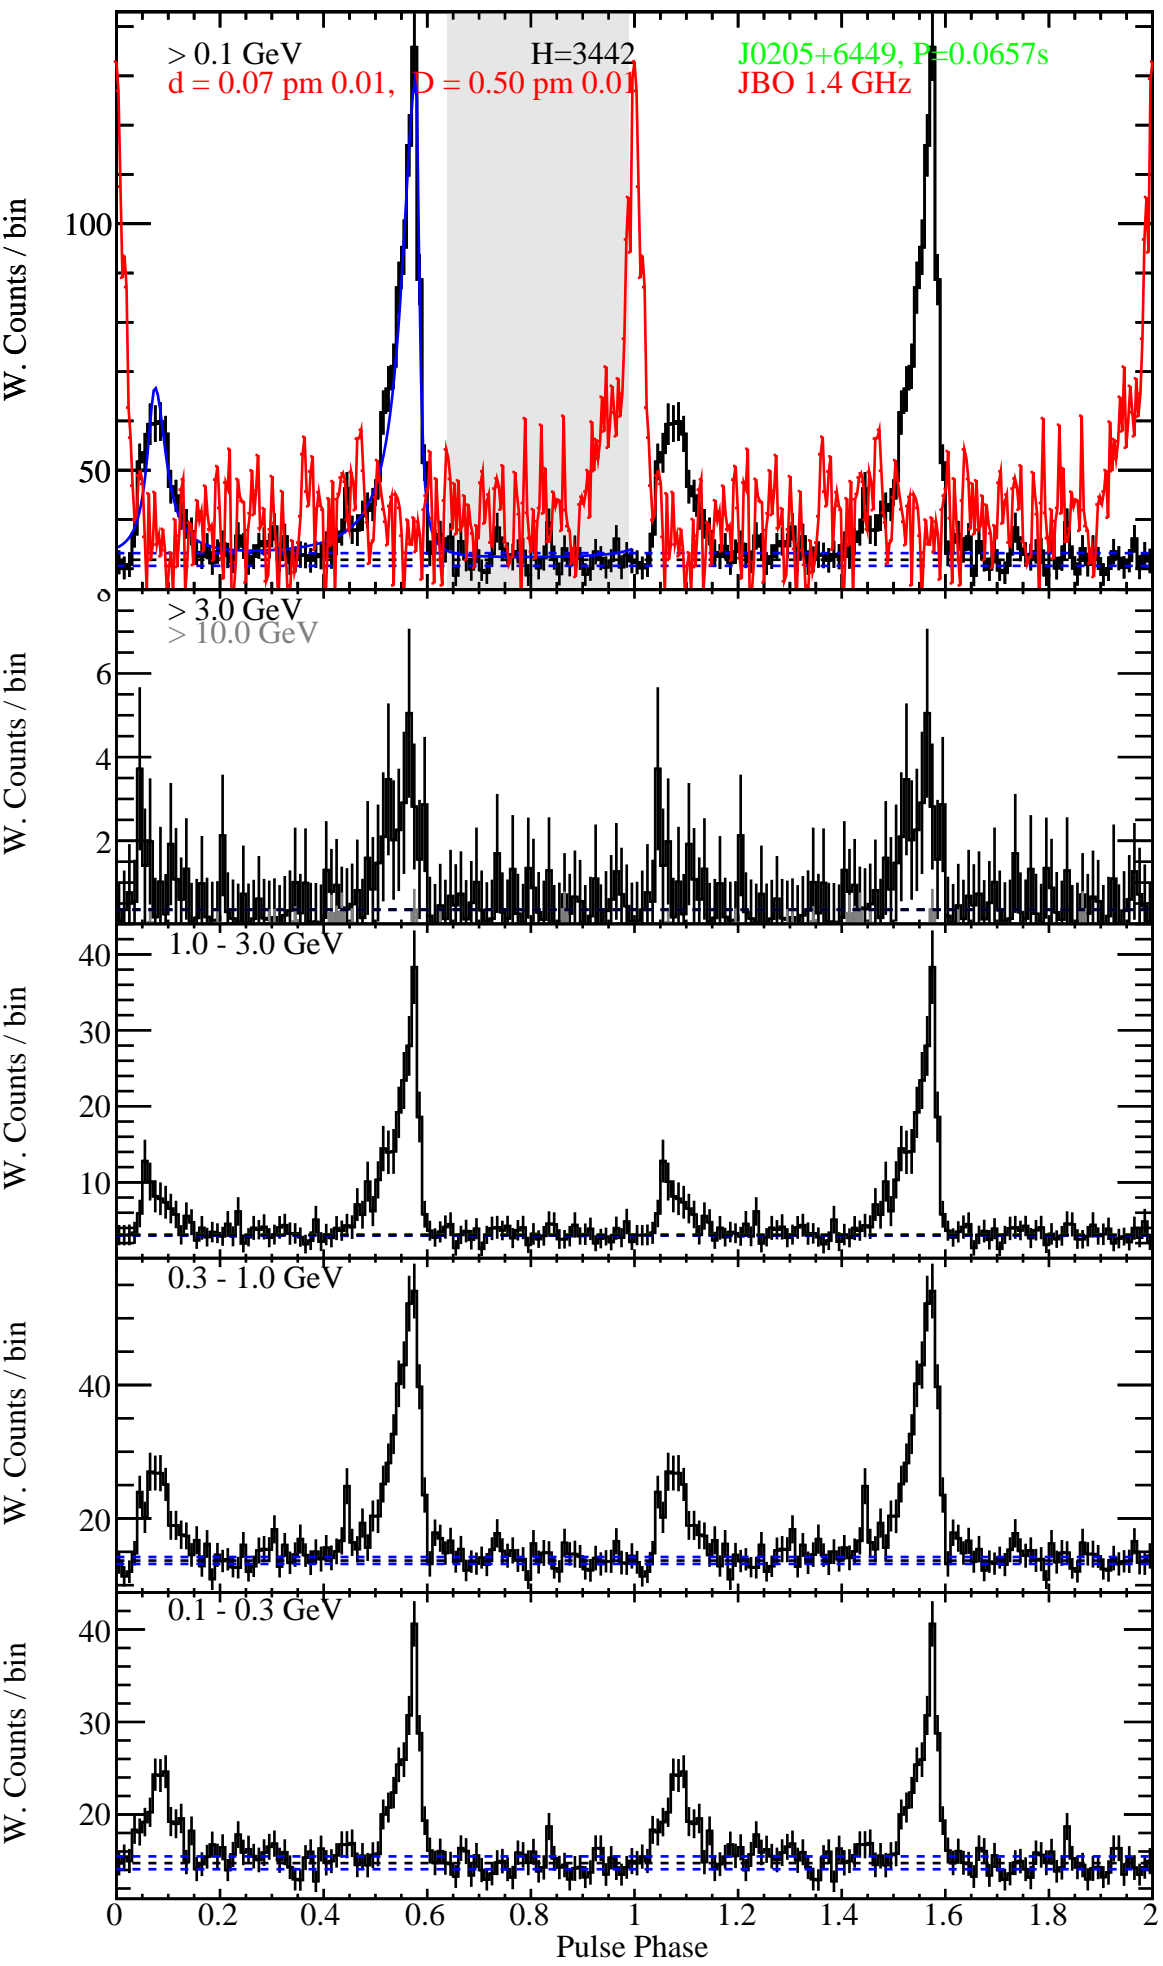 > 0.1 GeV H=3442 J0205+6449, P=0.0657s
d = 0.07 pm 0.01, D = 0.50 pm 0.01 JBO 1.4 GHz
100
50
0
W. Counts / bin
> 3.0 GeV
> 10.0 GeV
6
4
2
W. Counts / bin
1.0 - 3.0 GeV
40
30
20
10
W. Counts / bin
0.3 - 1.0 GeV
40
20
W. Counts / bin
0.1 - 0.3 GeV
40
30
20
W. Counts / bin
0 0.2 0.4 0.6 0.8 1 1.2 1.4 1.6 1.8 2
Pulse Phase